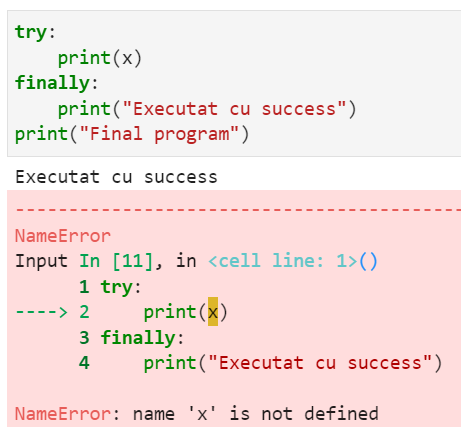 try:
    print(x)
finally:
    print("Executat cu success")
print("Final program")
Executat cu success
---------------------------------------------
NameError
Input In [11], in <cell line: 1>()
      1 try:
----> 2     print(x)
      3 finally:
      4     print("Executat cu success")
NameError: name 'x' is not defined